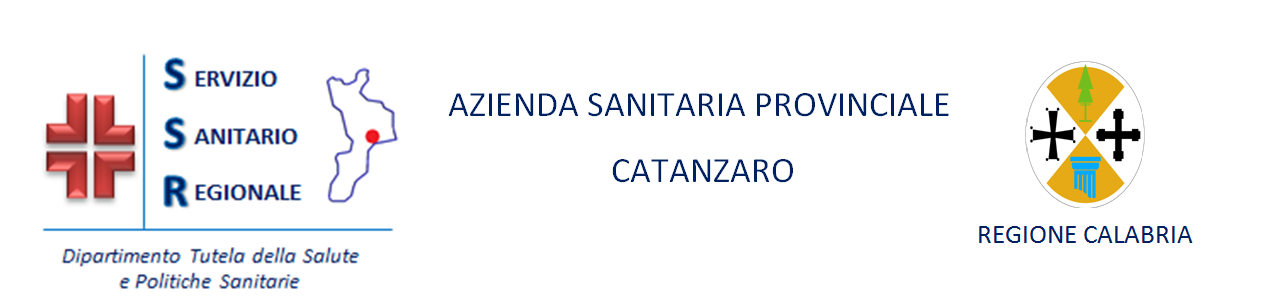 SERVIZIO
SANITARIO
REGIONALE
Dipartimento Tutela della Salute
e Politiche Sanitarie
AZIENDA SANITARIA PROVINCIALE
CATANZARO
REGIONE CALABRIA